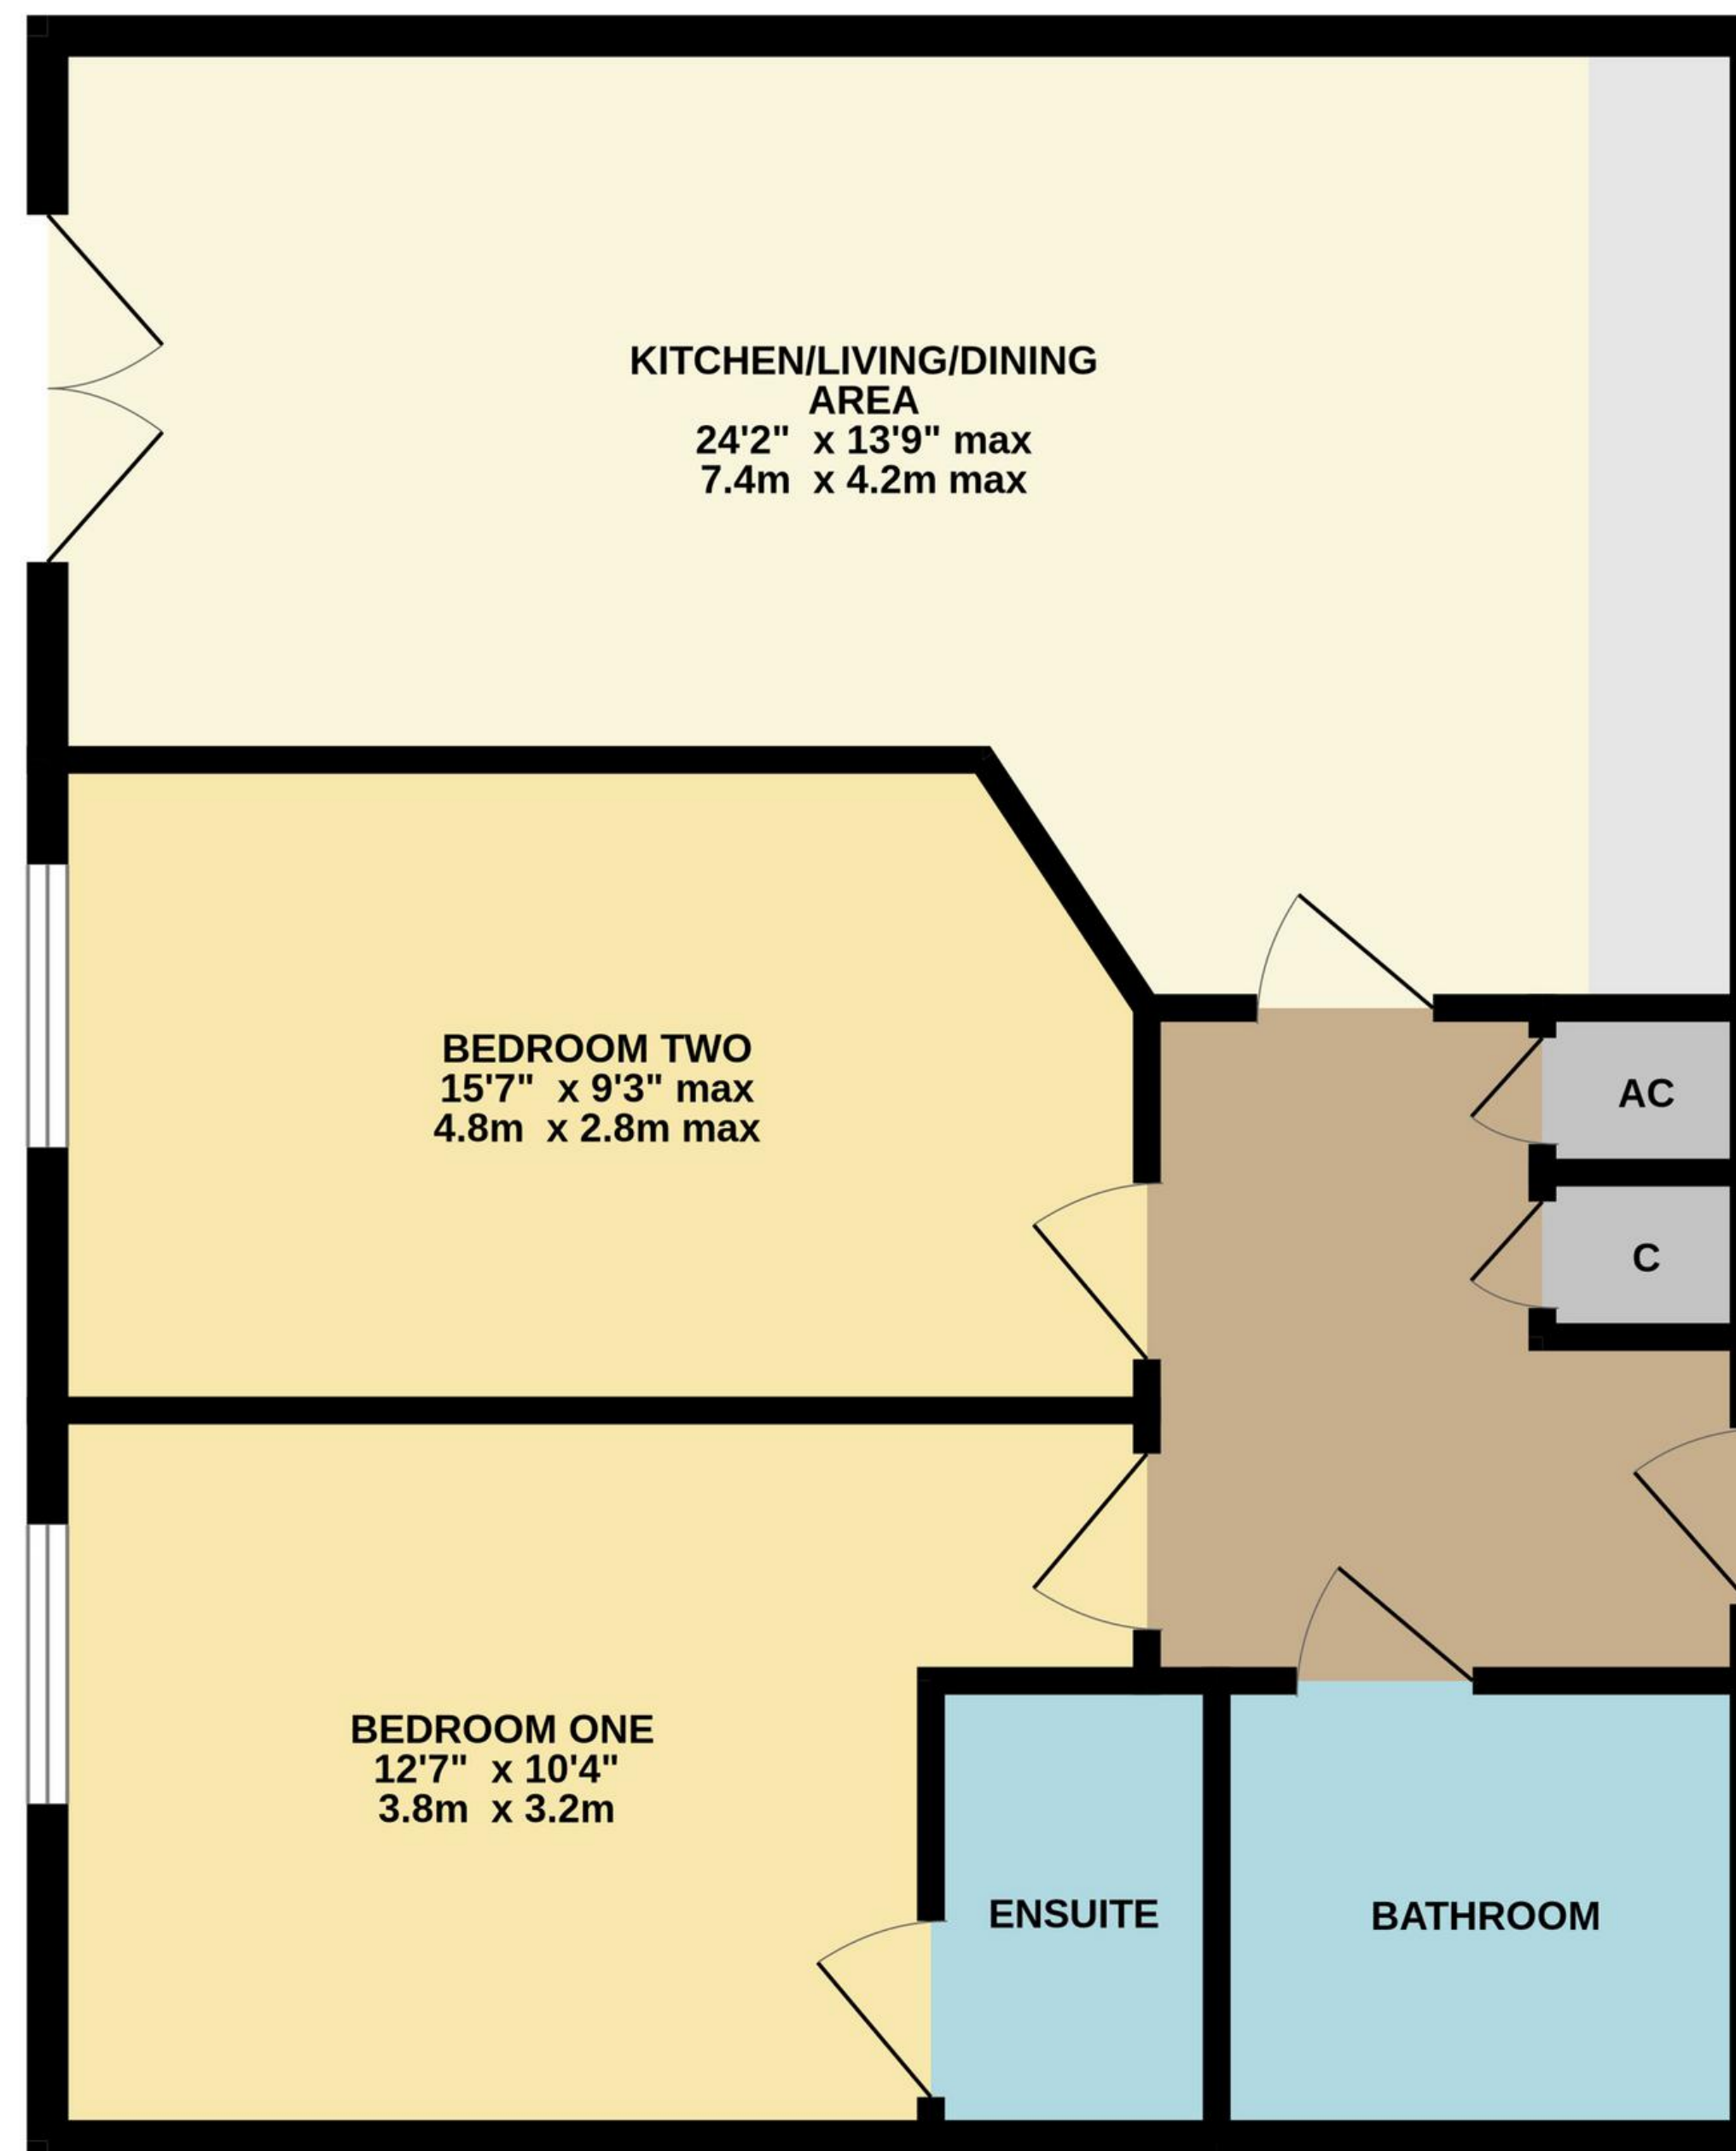 KITCHEN/LIVING/DINING
AREA
24'2" x 13'9" max
7.4m x 4.2m max
BEDROOM TWO
15'7" x 9'3" max
4.8m x 2.8m max
AC
C
BEDROOM ONE
12'7" x 10'4"
3.8m x 3.2m
ENSUITE
BATHROOM